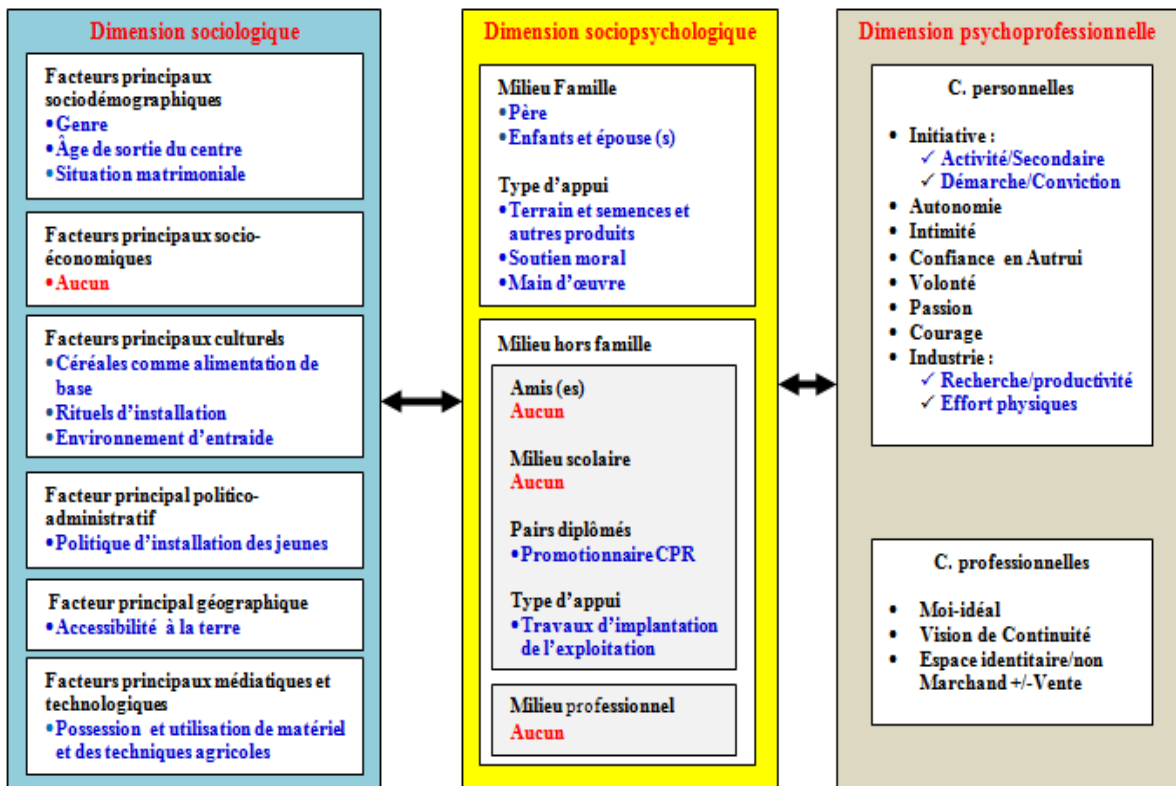 Dimension sociologique
Facteurs principaux
sociodémographiques
•Genre
•Âge de sortie du centre
•Situation matrimoniale
Facteurs principaux socio-
économiques
•Aucun
Facteurs principaux culturels
•Céréales comme alimentation de
base
•Rituels d'installation
•Environnement d'entraide
Facteur principal politico-
administratif
•Politique d'installation des jeunes
Facteur principal géographique
•Accessibilité à la terre
Facteurs principaux médiatiques et
technologiques
•Possession et utilisation de matériel
et des techniques agricoles
Dimension sociopsychologique
Milieu Famille
•Père
•Enfants et épouse (s)
Type d'appui
•Terrain et semences et
autres produits
•Soutien moral
•Main d'œuvre
Milieu hors famille
Amis (es)
Aucun
Milieu scolaire
Aucun
Pairs diplômés
•Promotionnaire CPR
Type d'appui
•Travaux d'implantation
de l'exploitation
Milieu professionnel
Aucun
Dimension psychoprofessionnelle
C. personnelles
• Initiative :
✓ Activité/Secondaire
✓ Démarche/Conviction
• Autonomie
• Intimité
• Confiance en Autrui
• Volonté
• Passion
• Courage
• Industrie :
✓ Recherche/productivité
✓ Effort physiques
C. professionnelles
• Moi-idéal
• Vision de Continuité
• Espace identitaire/non
Marchand +/-Vente